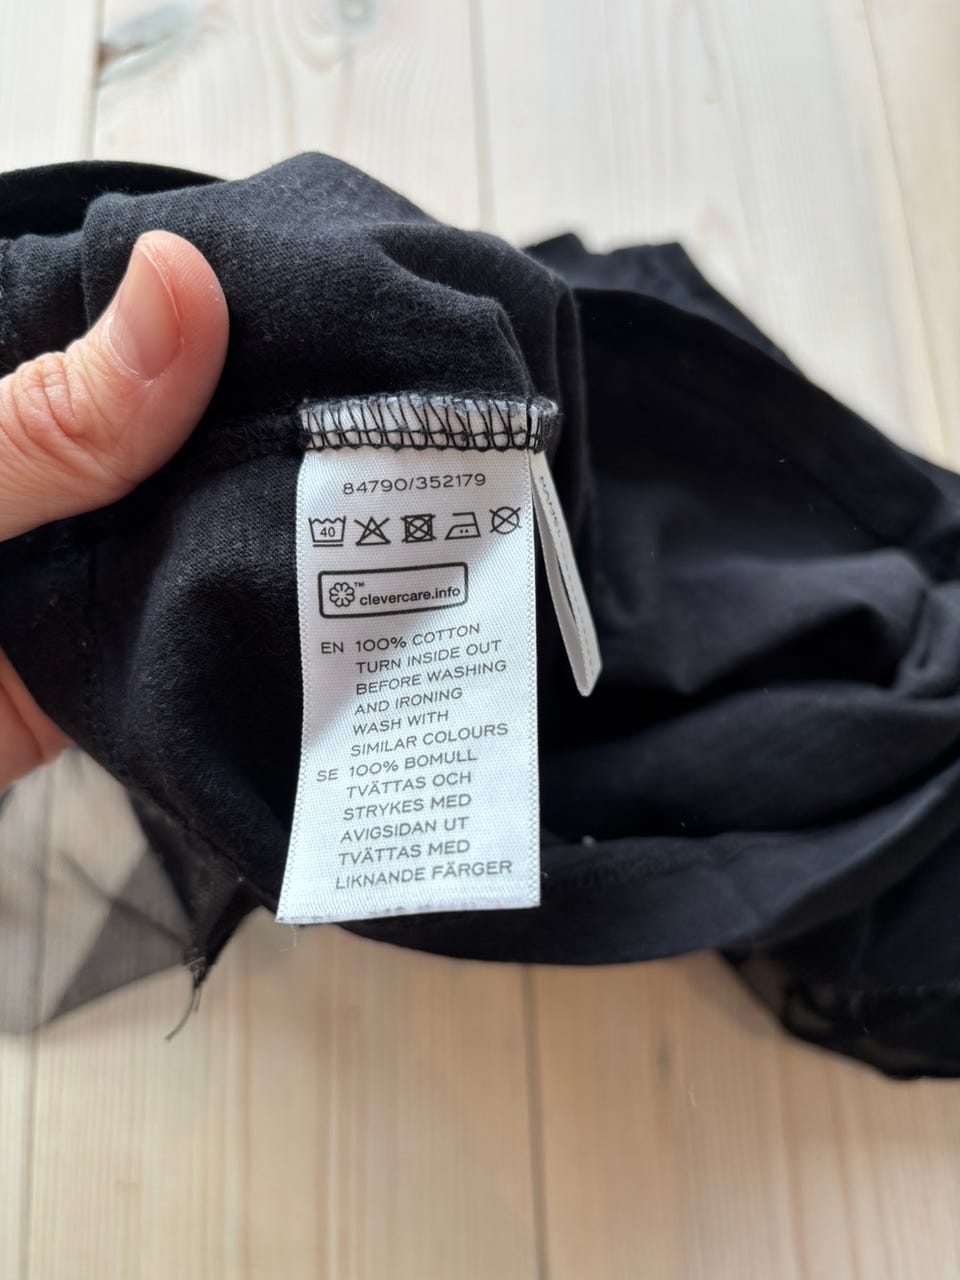 84790/352179
40
™ clevercare.info
EN 100% COTTON
TURN INSIDE OUT
BEFORE WASHING
AND IRONING
WASH WITH
SIMILAR COLOURS
SE 100% BOMULL
TVÄTTAS OCH
STRYKES MED
AVIGSIDAN UT
TVÄTTAS MED
LIKNANDE FÄRGER